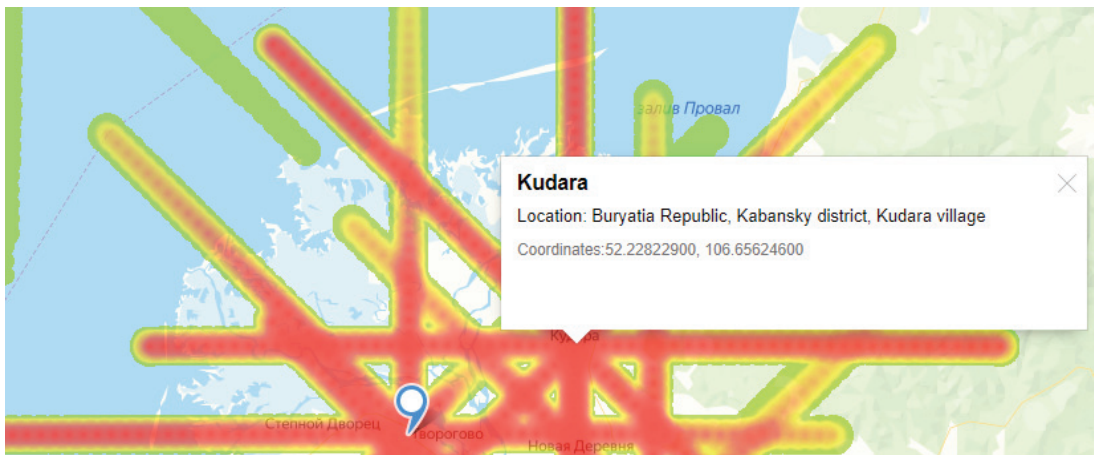 залив Провал
Kudara
Location: Buryatia Republic, Kabansky district, Kudara village
Coordinates:52.22822900, 106.65624600
Кудара
Степной Дворец
Творогово
Новая Деревня